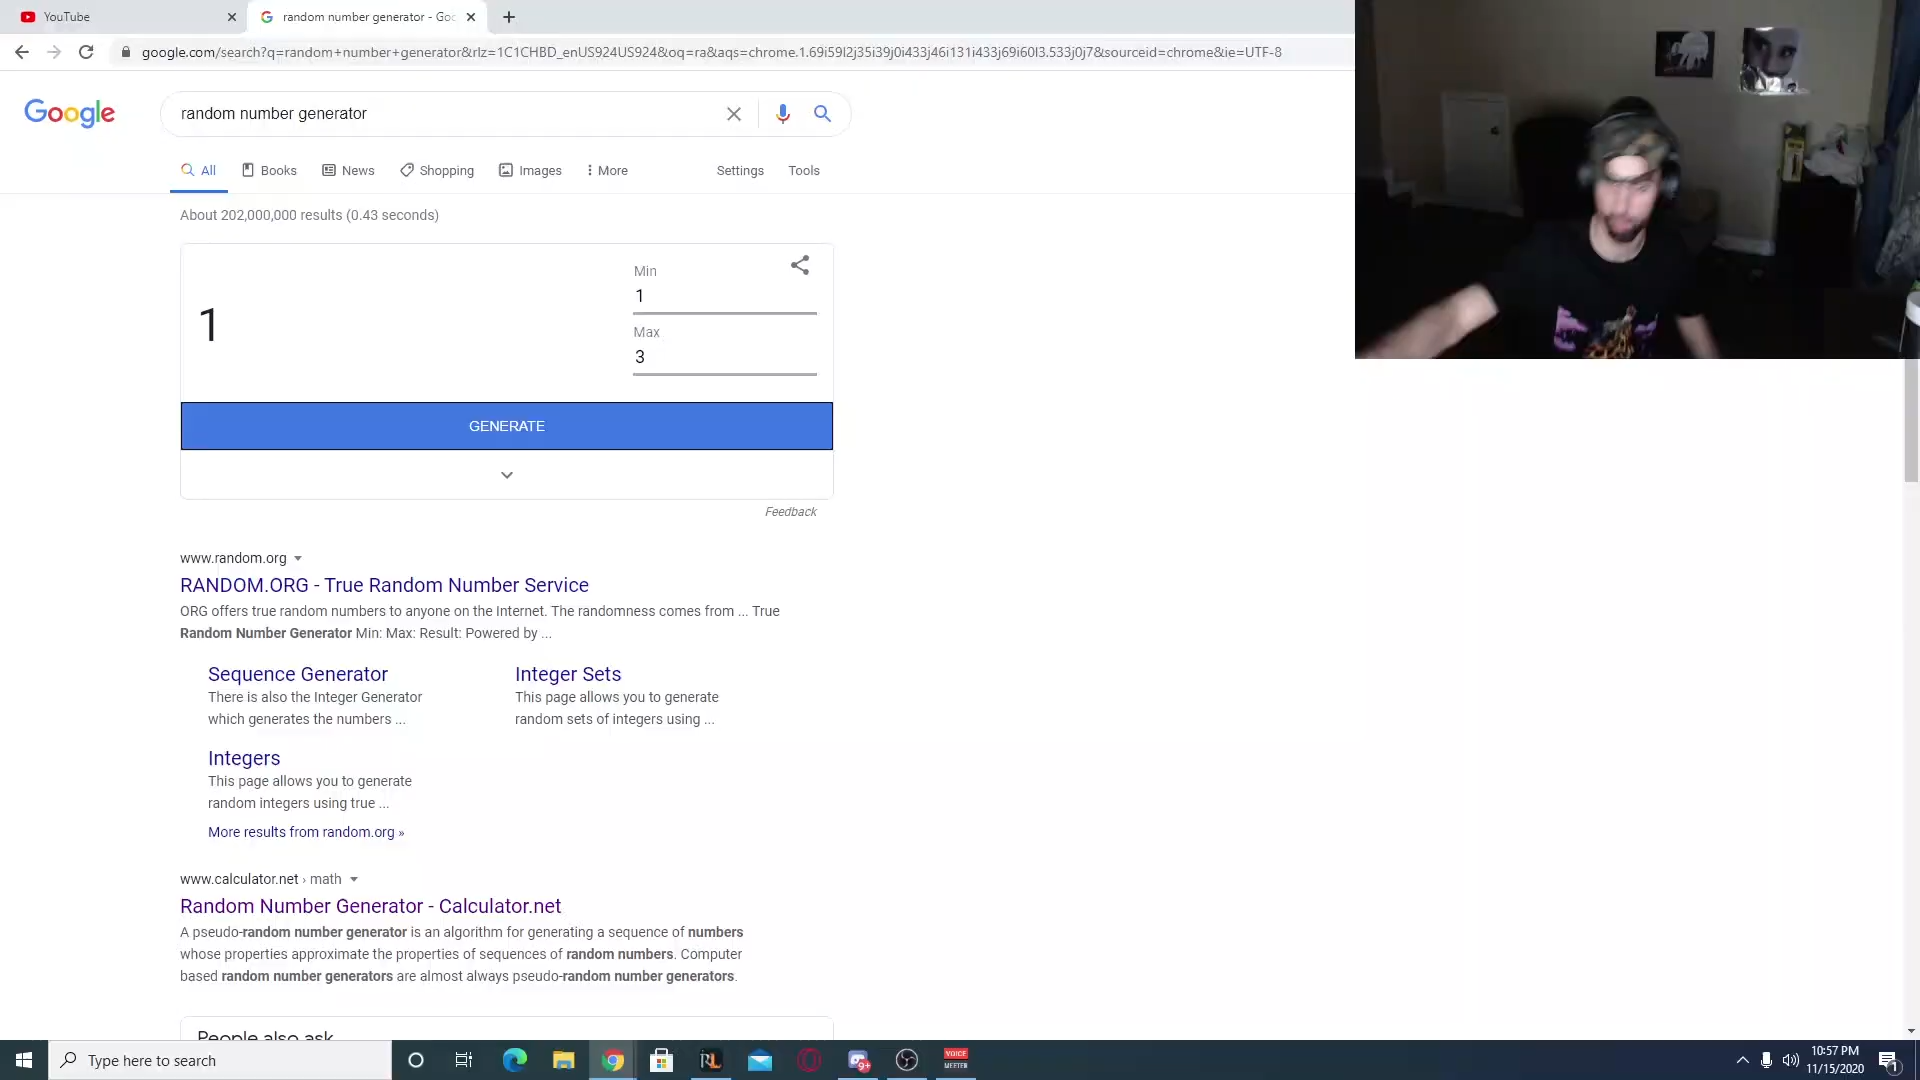 YouTube
random number generator - Goo
google.com/search?q=random+number+generator&rlz=1C1CHBD_enUS924US924&oq=ra&aqs=chrome.1.69i59l2j35i39j0i433j46i131i433j69i60l3.533j0j7&sourceid=chrome&ie=UTF-8
Google
random number generator
All
Books
News
Shopping
Images
More
Settings
Tools
About 202,000,000 results (0.43 seconds)
Min
1
1
Max
3
GENERATE
Feedback
www.random.org
RANDOM.ORG - True Random Number Service
ORG offers true random numbers to anyone on the Internet. The randomness comes from ... True
Random Number Generator Min: Max: Result: Powered by ...
Sequence Generator
There is also the Integer Generator
which generates the numbers ...
Integer Sets
This page allows you to generate
random sets of integers using ...
Integers
This page allows you to generate
random integers using true ...
More results from random.org »
www.calculator.net › math
Random Number Generator - Calculator.net
A pseudo-random number generator is an algorithm for generating a sequence of numbers
whose properties approximate the properties of sequences of random numbers. Computer
based random number generators are almost always pseudo-random number generators.
People also ask
Type here to search
RL
9+
VOICE
MEETER
10:57 PM
11/15/2020
1